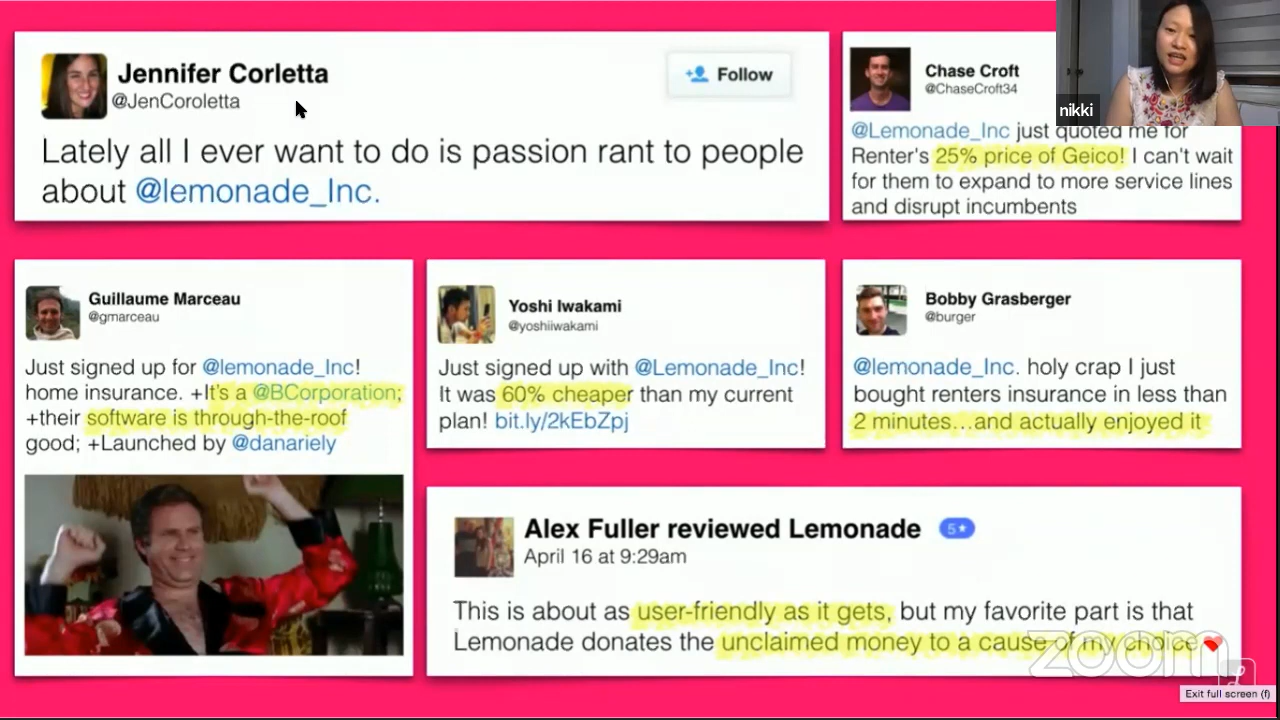 Jennifer Corletta
@JenCoroletta
Follow
Lately all I ever want to do is passion rant to people
about @lemonade_Inc.
Chase Croft
@ChaseCroft34
@Lemonade_Inc just quoted me for
Renter's 25% price of Geico! I can't wait
for them to expand to more service lines
and disrupt incumbents
nikki
Guillaume Marceau
@gmarceau
Just signed up for @lemonade_Inc!
home insurance. +It's a @BCorporation;
+their software is through-the-roof
good; +Launched by @danariely
Yoshi Iwakami
@yoshiiwakami
Just signed up with @Lemonade_Inc!
It was 60% cheaper than my current
plan! bit.ly/2kEbZpj
Bobby Grasberger
@burger
@lemonade_Inc. holy crap I just
bought renters insurance in less than
2 minutes...and actually enjoyed it
Alex Fuller reviewed Lemonade 5★
April 16 at 9:29am
This is about as user-friendly as it gets, but my favorite part is that
Lemonade donates the unclaimed money to a cause of my choice
zoom
Exit full screen (f)